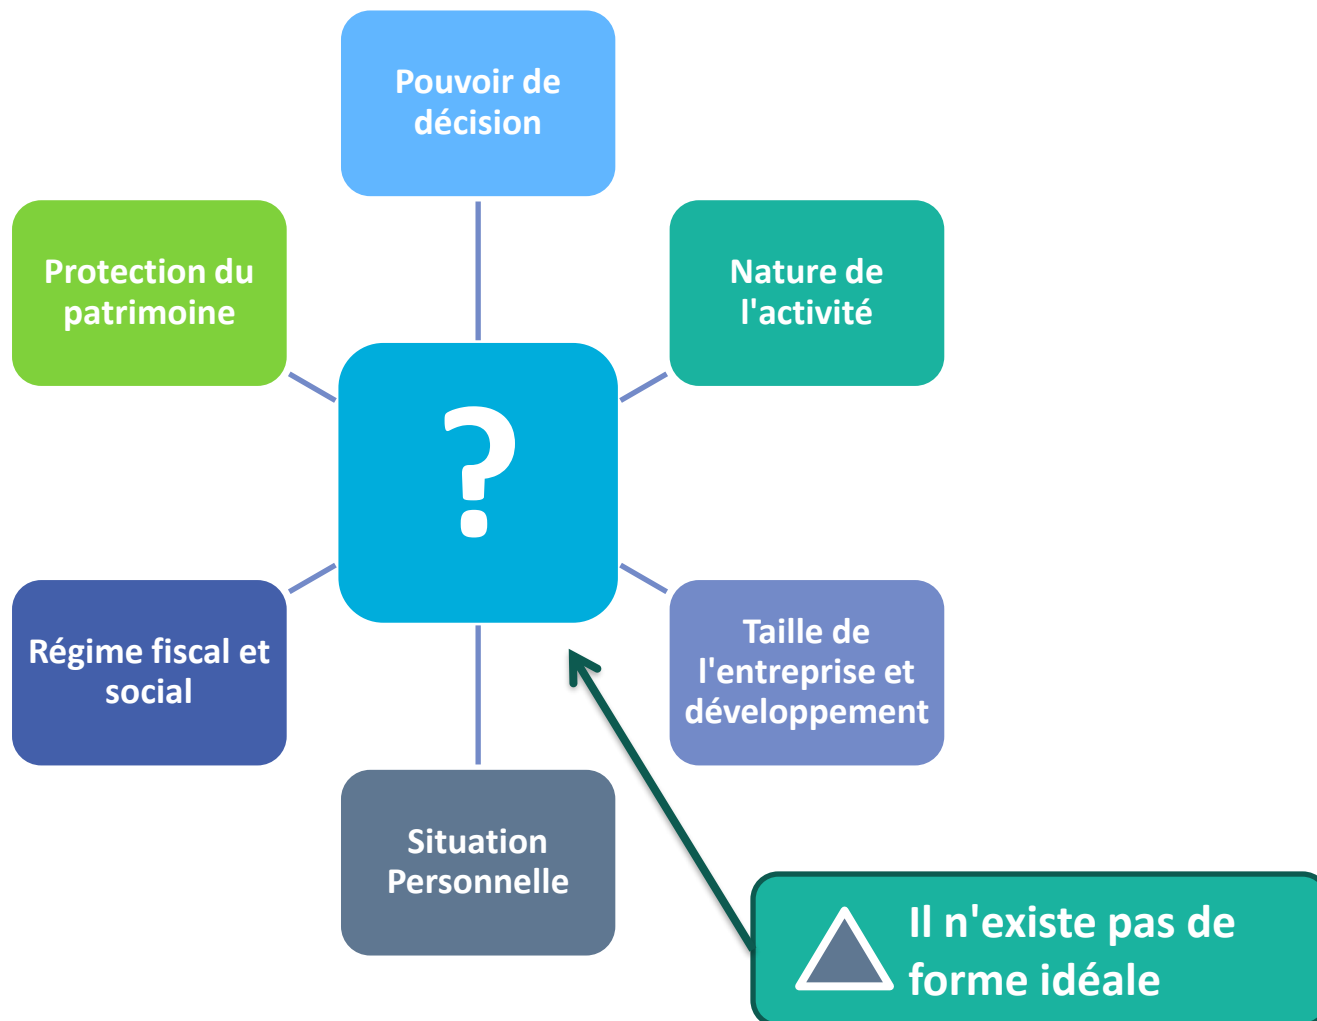 Pouvoir de
décision
Protection du
patrimoine
Nature de
l'activité
?
Régime fiscal et
social
Taille de
l'entreprise et
développement
Situation
Personnelle
Il n'existe pas de
forme idéale